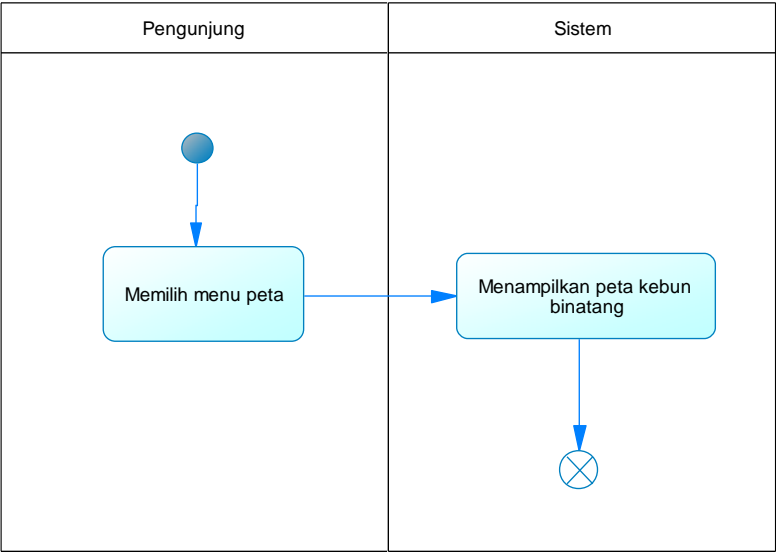 Pengunjung
Sistem
Memilih menu peta
Menampilkan peta kebun
binatang